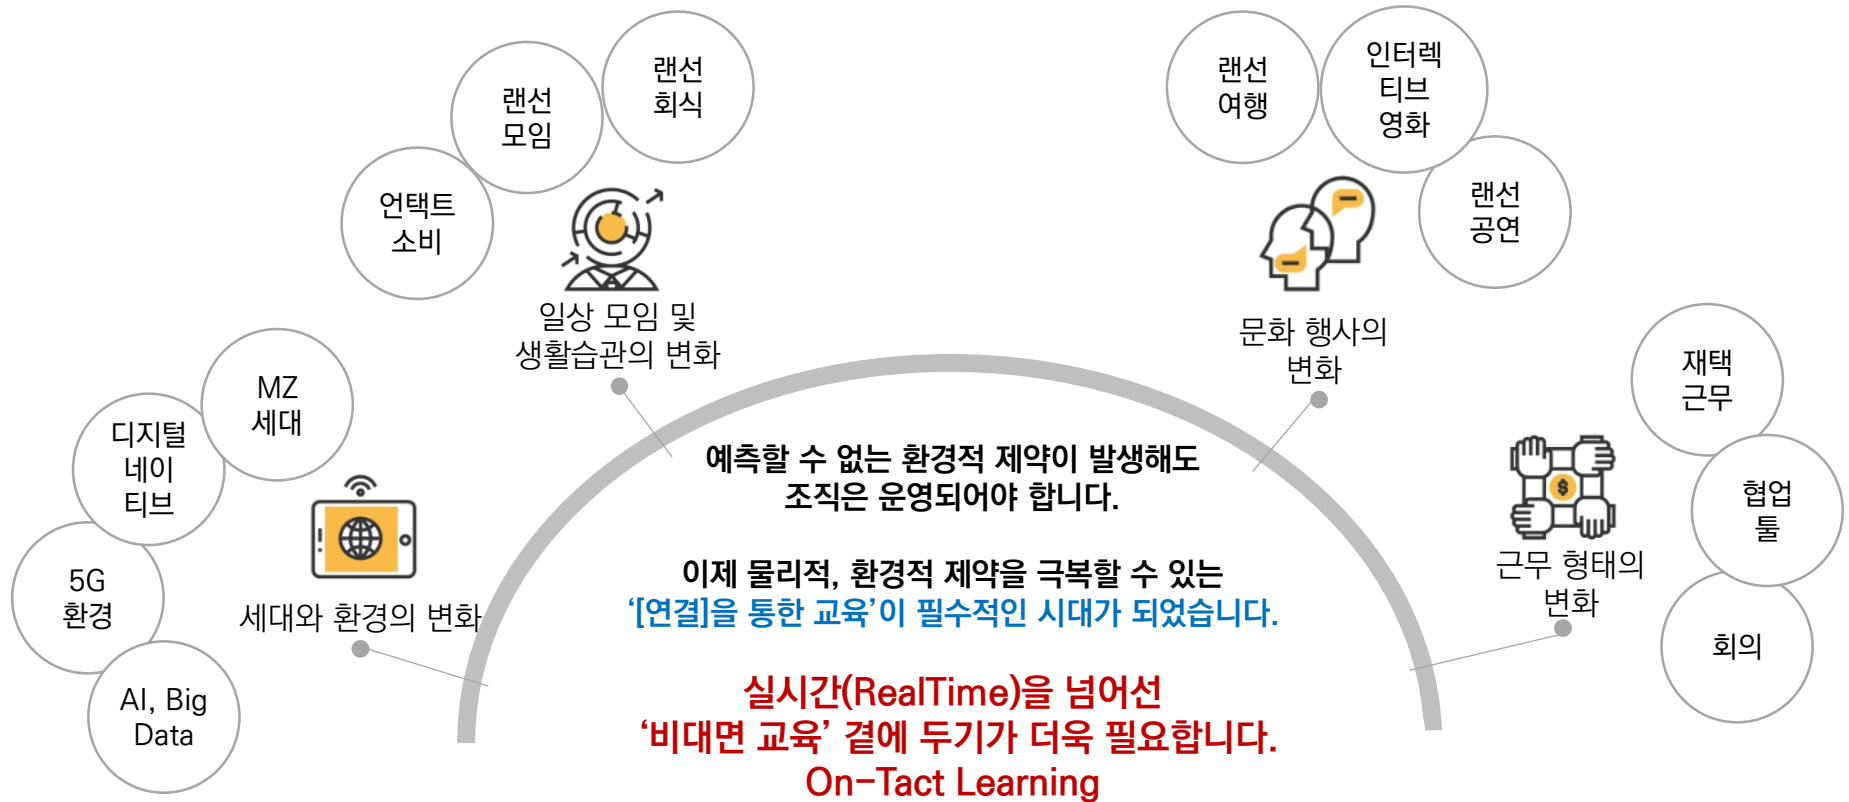 랜선
회식
랜선
모임
언택트
소비
일상 모임 및
생활습관의 변화
랜선
여행
인터렉
티브
영화
랜선
공연
문화 행사의
변화
MZ
세대
디지털
네이
티브
5G
환경
AI, Big
Data
세대와 환경의 변화
재택
근무
협업
툴
회의
근무 형태의
변화
예측할 수 없는 환경적 제약이 발생해도
조직은 운영되어야 합니다.
이제 물리적, 환경적 제약을 극복할 수 있는
‘[연결]을 통한 교육’이 필수적인 시대가 되었습니다.
실시간(RealTime)을 넘어선
‘비대면 교육’ 곁에 두기가 더욱 필요합니다.
On-Tact Learning